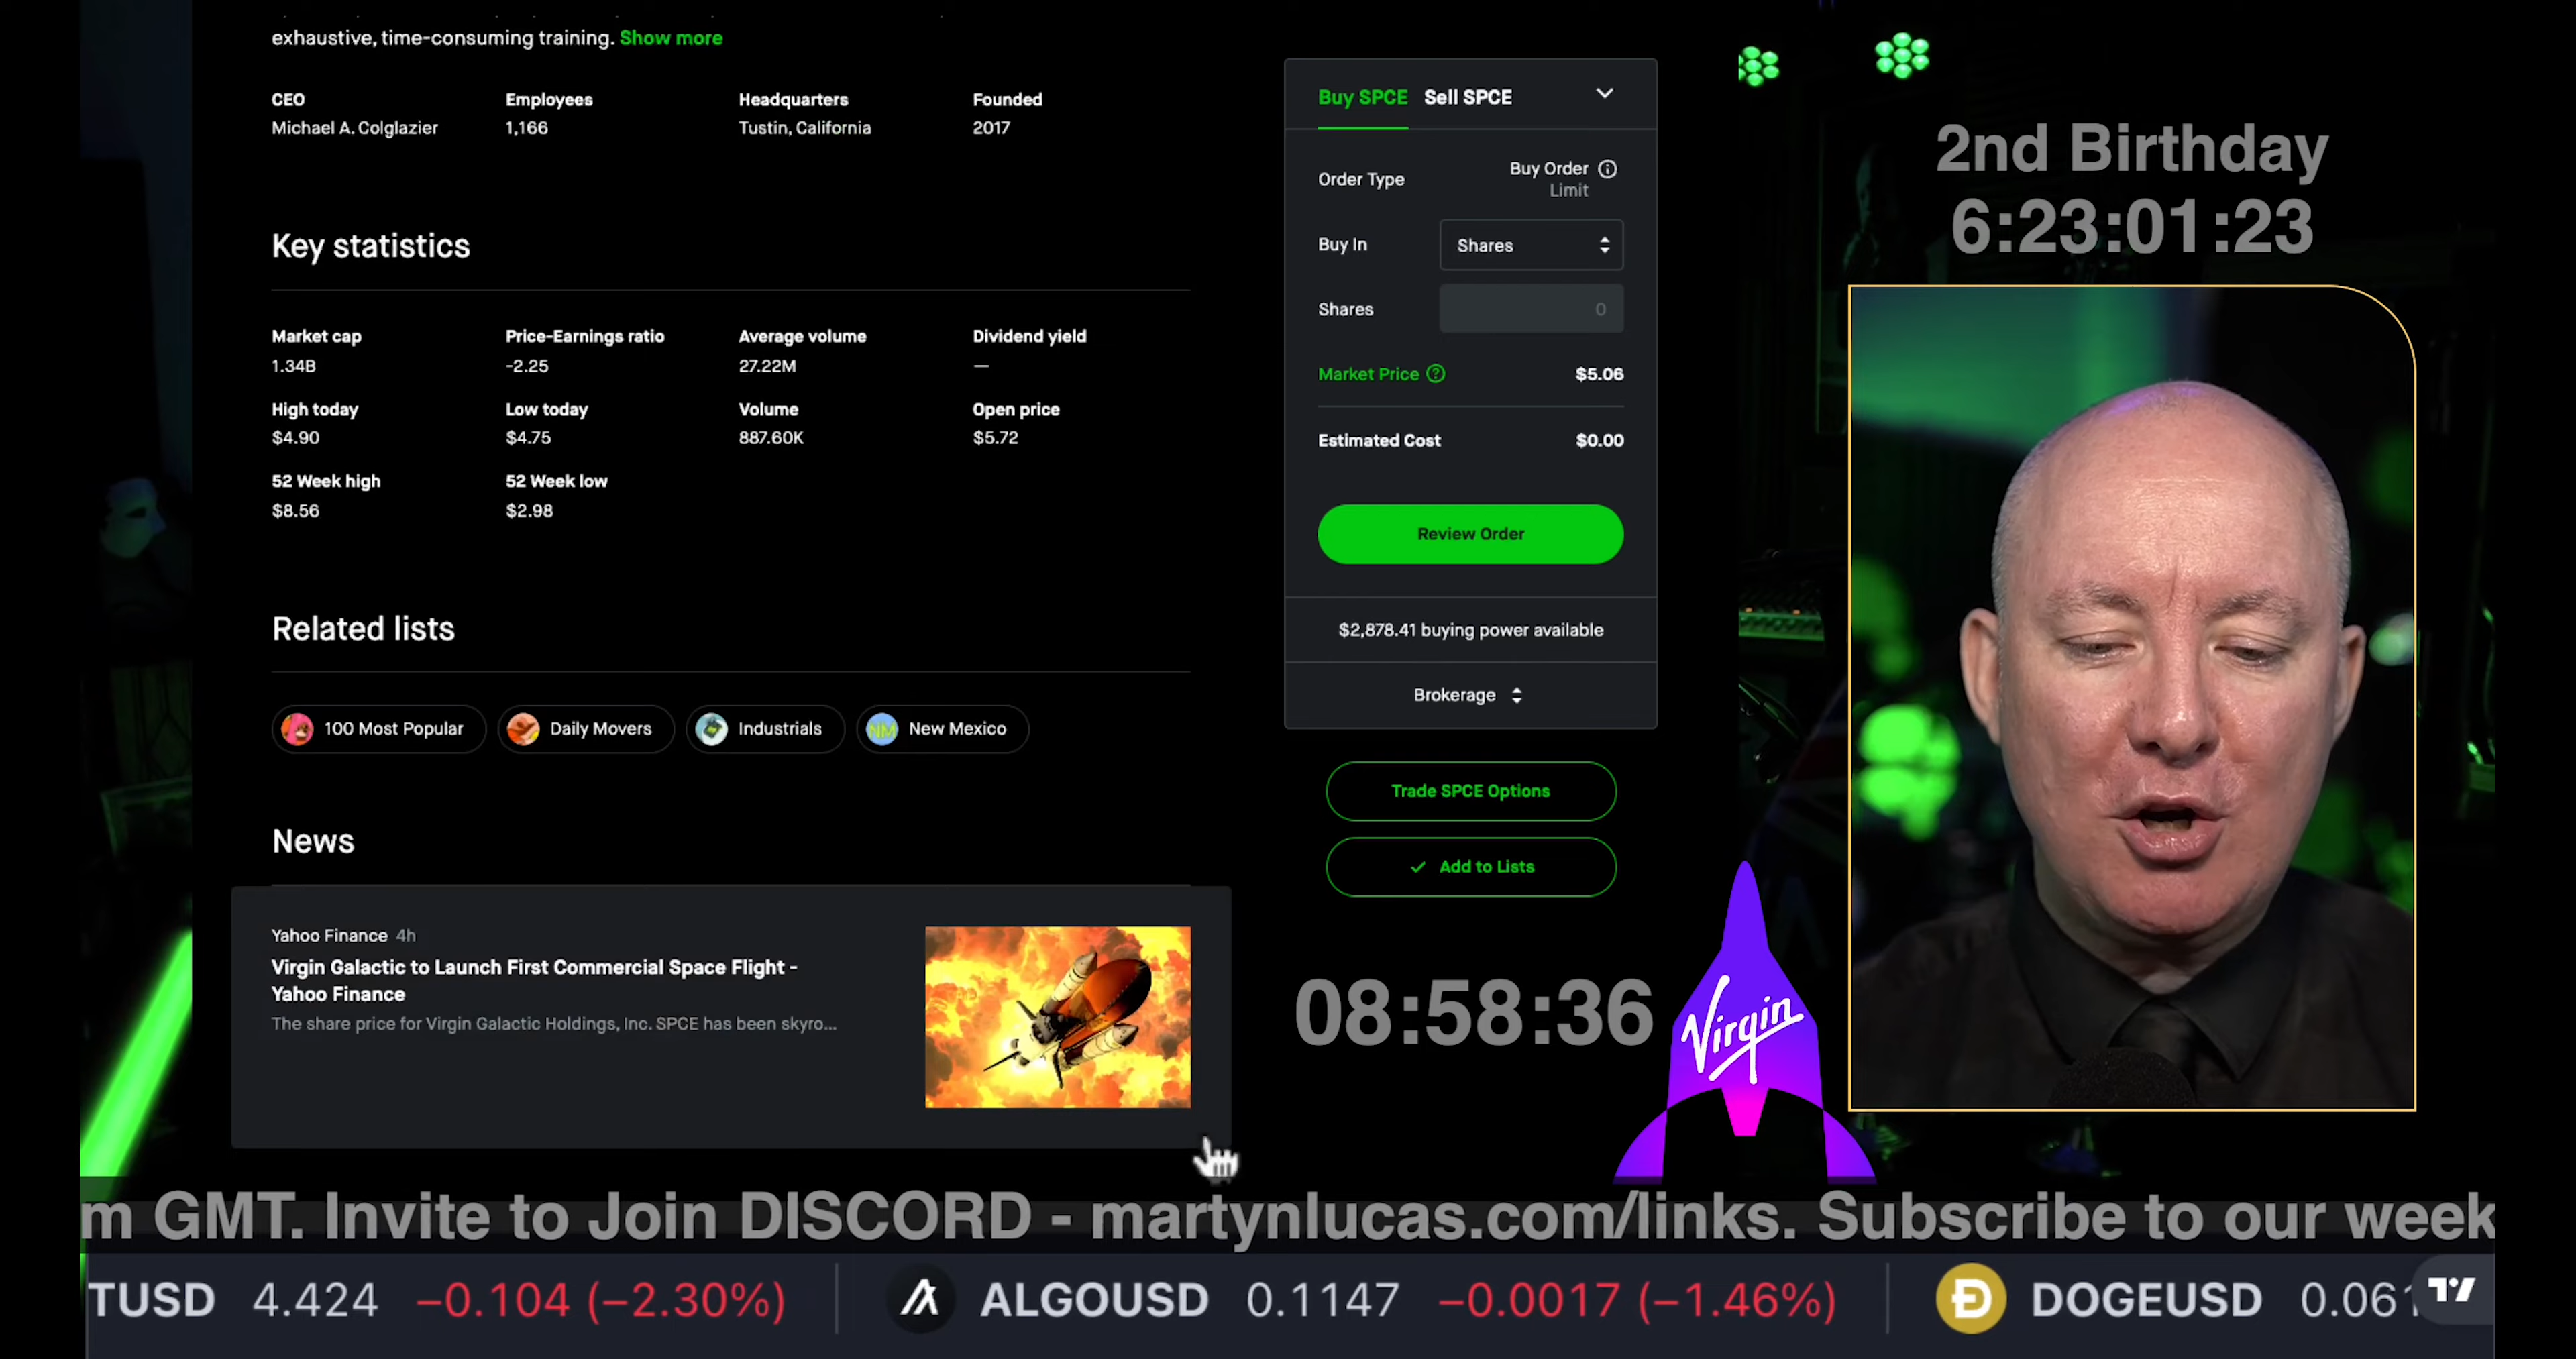 exhaustive, time-consuming training. Show more
CEO
Michael A. Colglazier
Employees
1,166
Headquarters
Tustin, California
Founded
2017
Key statistics
Market cap
1.34B
Price-Earnings ratio
-2.25
Average volume
27.22M
Dividend yield
—
High today
$4.90
Low today
$4.75
Volume
887.60K
Open price
$5.72
52 Week high
$8.56
52 Week low
$2.98
Related lists
100 Most Popular
Daily Movers
Industrials
NM New Mexico
News
Yahoo Finance 4h
Virgin Galactic to Launch First Commercial Space Flight -
Yahoo Finance
The share price for Virgin Galactic Holdings, Inc. SPCE has been skyro...
Buy SPCE Sell SPCE
Order Type
Buy Order
Limit
Buy In Shares
Shares 0
Market Price $5.06
Estimated Cost $0.00
Review Order
$2,878.41 buying power available
Brokerage
Trade SPCE Options
Add to Lists
08:58:36
Virgin
2nd Birthday
6:23:01:23
m GMT. Invite to Join DISCORD - martynlucas.com/links. Subscribe to our week
TUSD 4.424 −0.104 (−2.30%) ALGOUSD 0.1147 −0.0017 (−1.46%) DOGEUSD 0.061